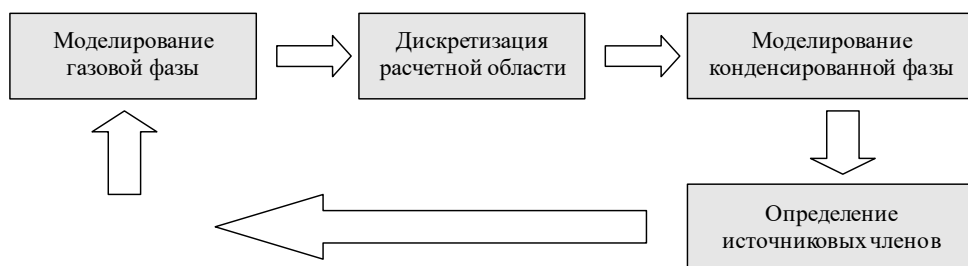 Моделирование
газовой фазы
Дискретизация
расчетной области
Моделирование
конденсированной фазы
Определение
источниковых членов